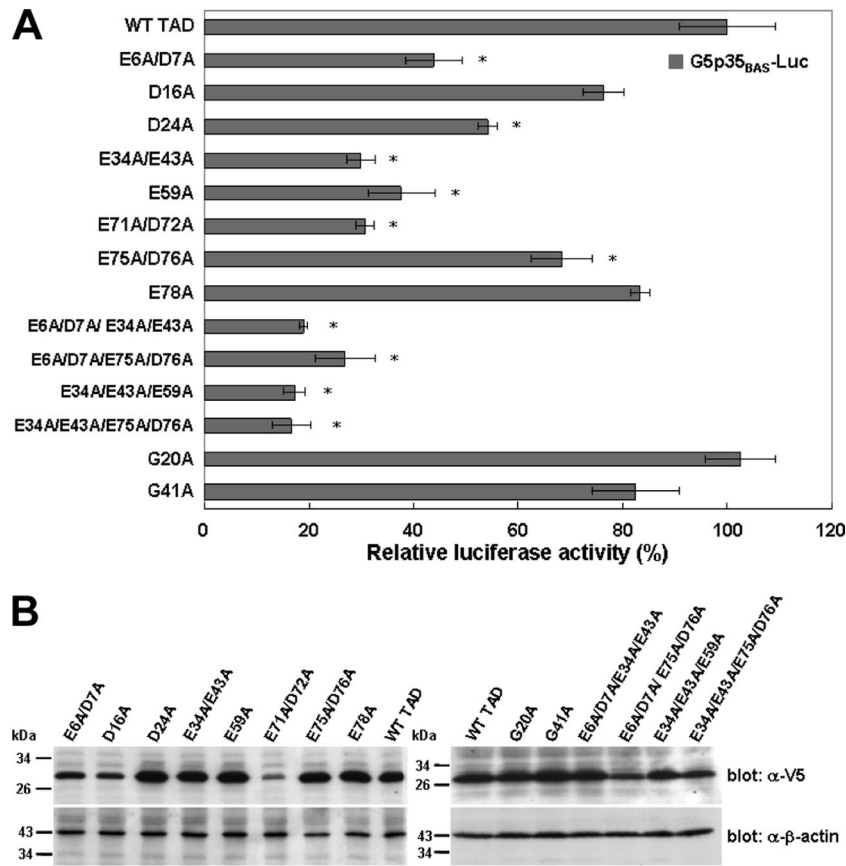 A
WT TAD
E6A/D7A *
G5p35BAS-Luc
D16A
D24A *
E34A/E43A *
E59A *
E71A/D72A *
E75A/D76A *
E78A
E6A/D7A/ E34A/E43A *
E6A/D7A/E75A/D76A *
E34A/E43A/E59A *
E34A/E43A/E75A/D76A *
G20A
G41A
0 20 40 60 80 100 120
Relative luciferase activity (%)
B
kDa E6A/D7A D16A D24A E34A/E43A E59A E71A/D72A E75A/D76A E78A WT TAD
kDa WT TAD G20A G41A E6A/D7A/E34A/E43A E6A/D7A/ E75A/D76A E34A/E43A/E59A E34A/E43A/E75A/D76A
34 34
26 26 blot: α-V5
43 43 blot: α-β-actin
34 34